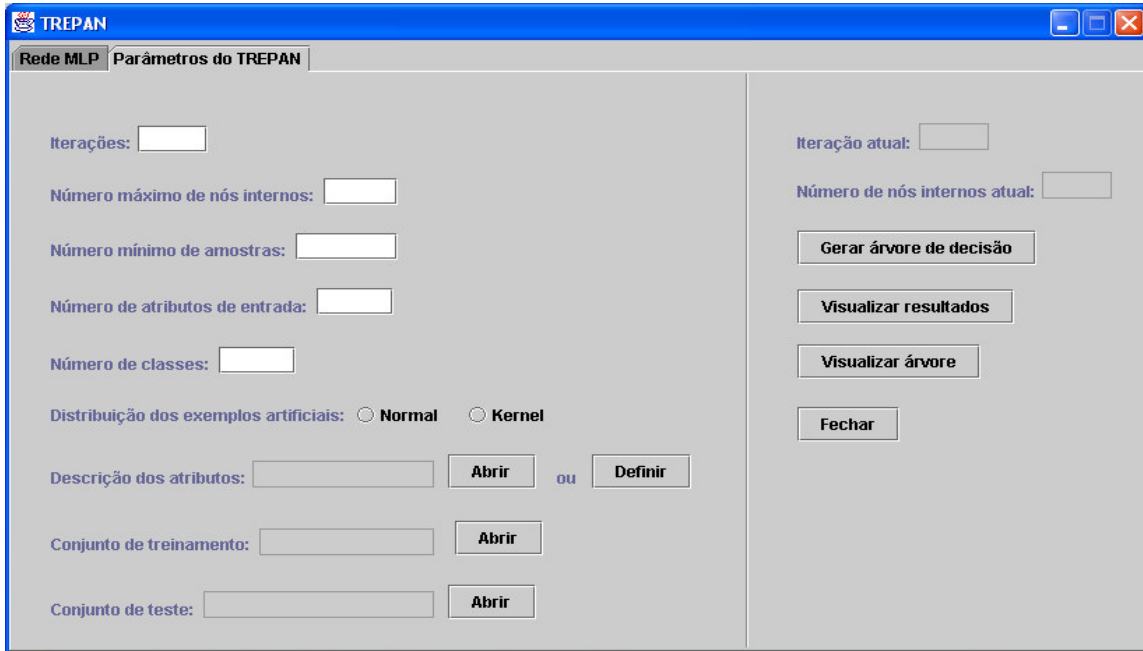 TREPAN
Rede MLP Parâmetros do TREPAN
Iterações:
Número máximo de nós internos:
Número mínimo de amostras:
Número de atributos de entrada:
Número de classes:
Distribuição dos exemplos artificiais: Normal Kernel
Descrição dos atributos: Abrir ou Definir
Conjunto de treinamento: Abrir
Conjunto de teste: Abrir
Iteração atual:
Número de nós internos atual:
Gerar árvore de decisão
Visualizar resultados
Visualizar árvore
Fechar